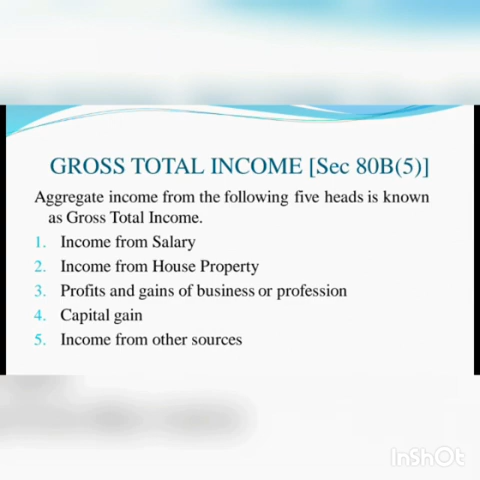 GROSS TOTAL INCOME [Sec 80B(5)]
Aggregate income from the following five heads is known
as Gross Total Income.
1. Income from Salary
2. Income from House Property
3. Profits and gains of business or profession
4. Capital gain
5. Income from other sources
InShOt